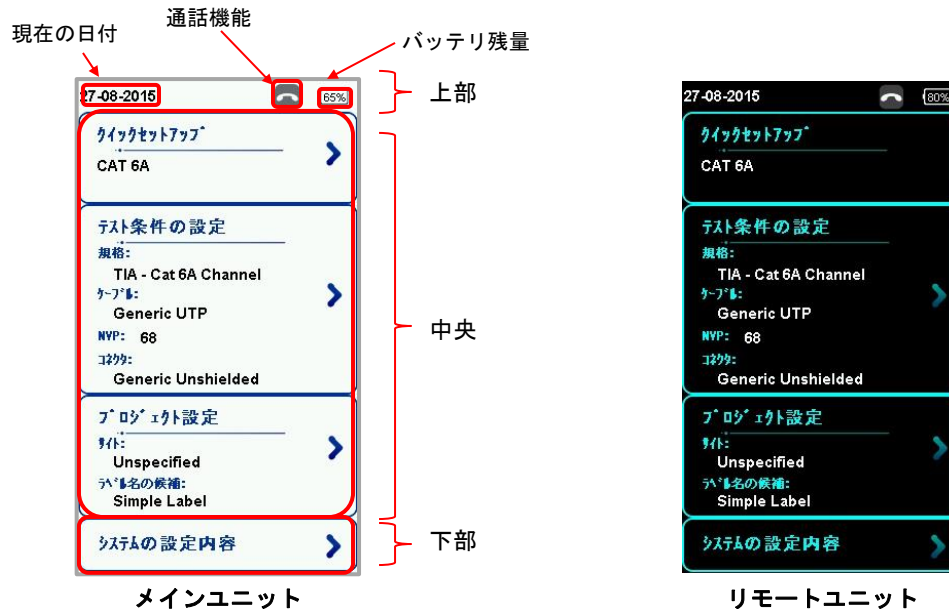 通話機能
現在の日付
バッテリ残量
27-08-2015
65%
上部
クイックセットアップ
CAT 6A
テスト条件の設定
規格:
TIA - Cat 6A Channel
ケーブル:
Generic UTP
NVP: 68
コネクタ:
Generic Unshielded
中央
プロジェクト設定
サイト:
Unspecified
ラベル名の候補:
Simple Label
システムの設定内容
下部
メインユニット
27-08-2015
80%
クイックセットアップ
CAT 6A
テスト条件の設定
規格:
TIA - Cat 6A Channel
ケーブル:
Generic UTP
NVP: 68
コネクタ:
Generic Unshielded
プロジェクト設定
サイト:
Unspecified
ラベル名の候補:
Simple Label
システムの設定内容
リモートユニット